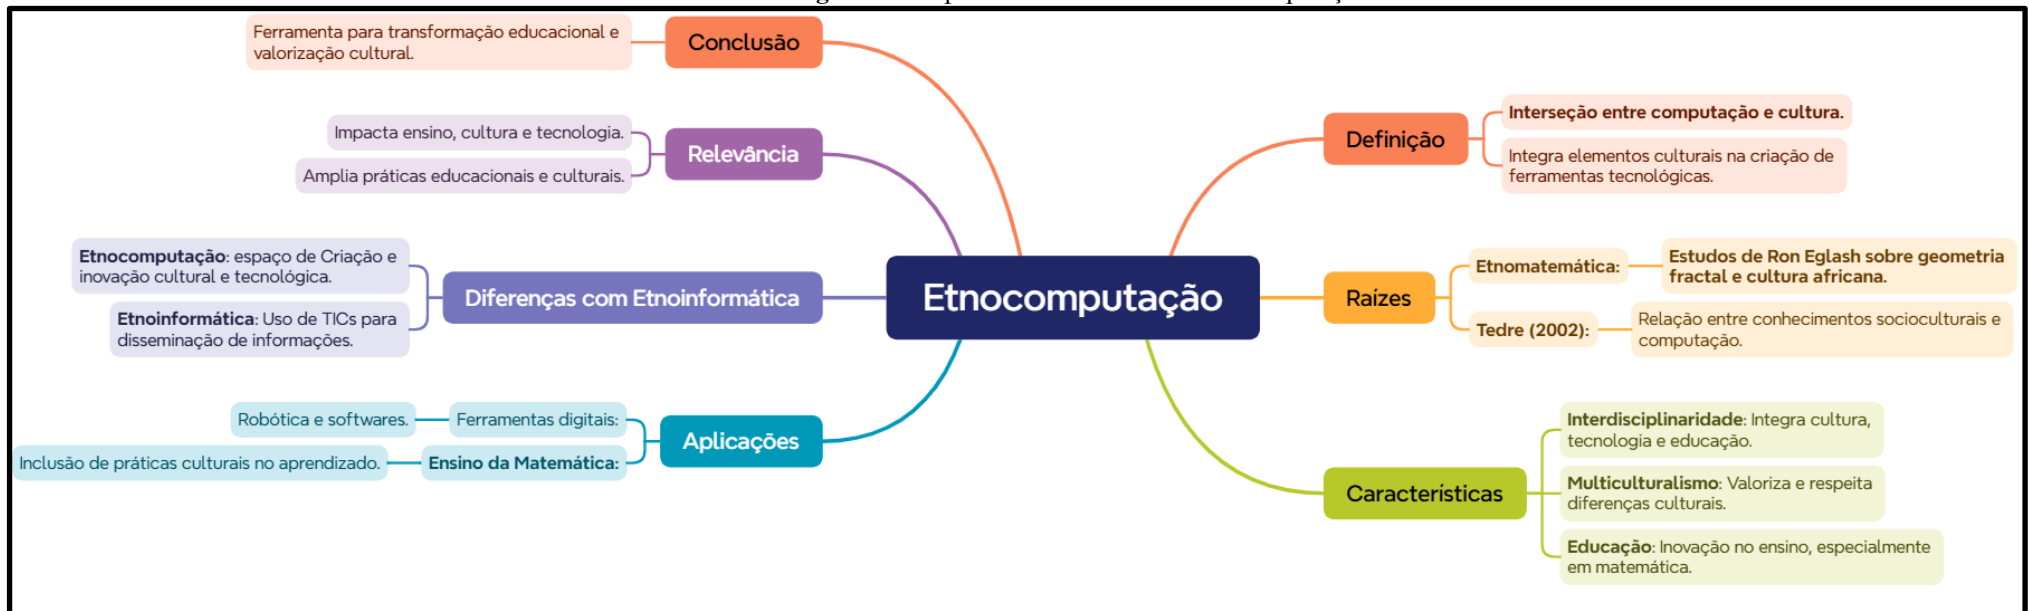 Etnocomputação
Definição
Interseção entre computação e cultura.
Integra elementos culturais na criação de
ferramentas tecnológicas.
Raízes
Etnomatemática:
Estudos de Ron Eglash sobre geometria
fractal e cultura africana.
Tedre (2002):
Relação entre conhecimentos socioculturais e
computação.
Características
Interdisciplinaridade: Integra cultura,
tecnologia e educação.
Multiculturalismo: Valoriza e respeita
diferenças culturais.
Educação: Inovação no ensino, especialmente
em matemática.
Conclusão
Ferramenta para transformação educacional e
valorização cultural.
Relevância
Impacta ensino, cultura e tecnologia.
Amplia práticas educacionais e culturais.
Diferenças com Etnoinformática
Etnocomputação: espaço de Criação e
inovação cultural e tecnológica.
Etnoinformática: Uso de TICs para
disseminação de informações.
Aplicações
Ferramentas digitais:
Robótica e softwares.
Ensino da Matemática:
Inclusão de práticas culturais no aprendizado.